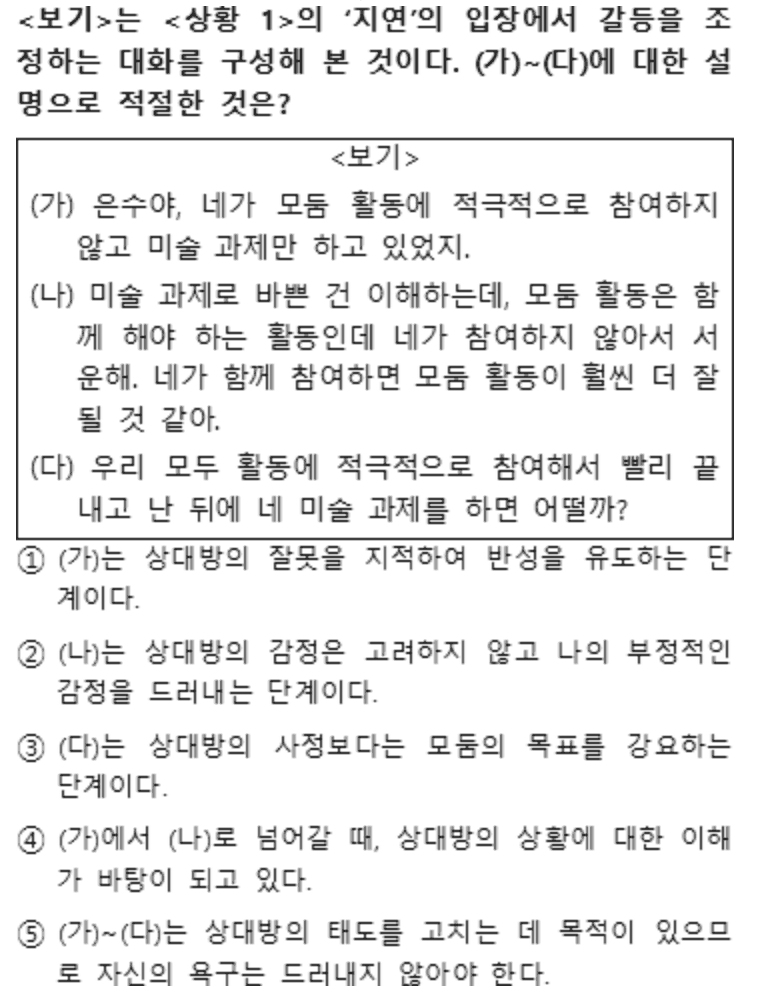 <보기>는 <상황 1>의 ‘지연’의 입장에서 갈등을 조
정하는 대화를 구성해 본 것이다. (가)~(다)에 대한 설
명으로 적절한 것은?
<보기>
(가) 은수야, 네가 모둠 활동에 적극적으로 참여하지
않고 미술 과제만 하고 있었지.
(나) 미술 과제로 바쁜 건 이해하는데, 모둠 활동은 함
께 해야 하는 활동인데 네가 참여하지 않아서 서
운해. 네가 함께 참여하면 모둠 활동이 훨씬 더 잘
될 것 같아.
(다) 우리 모두 활동에 적극적으로 참여해서 빨리 끝
내고 난 뒤에 네 미술 과제를 하면 어떨까?
① (가)는 상대방의 잘못을 지적하여 반성을 유도하는 단
계이다.
② (나)는 상대방의 감정은 고려하지 않고 나의 부정적인
감정을 드러내는 단계이다.
③ (다)는 상대방의 사정보다는 모둠의 목표를 강요하는
단계이다.
④ (가)에서 (나)로 넘어갈 때, 상대방의 상황에 대한 이해
가 바탕이 되고 있다.
⑤ (가)~(다)는 상대방의 태도를 고치는 데 목적이 있으므
로 자신의 욕구는 드러내지 않아야 한다.